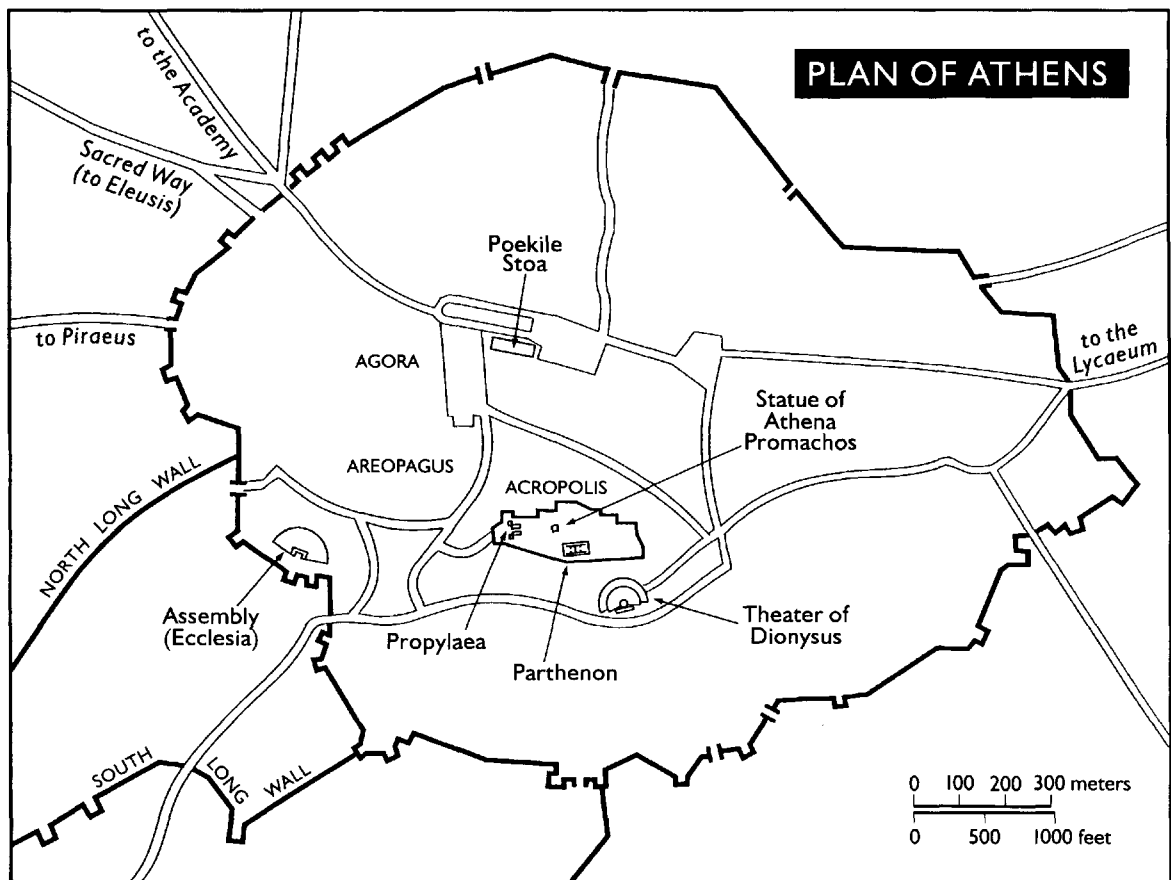 PLAN OF ATHENS
to the Academy
Sacred Way
(to Eleusis)
Poekile
Stoa
to Piraeus
to the
Lycaeum
AGORA
Statue of
Athena
Promachos
AREOPAGUS
ACROPOLIS
NORTH LONG WALL
Assembly
(Ecclesia)
Propylaea
Theater of
Dionysus
Parthenon
SOUTH LONG WALL
0 100 200 300 meters
0 500 1000 feet